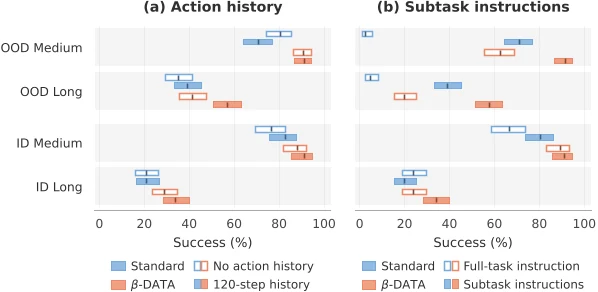 (a) Action history (b) Subtask instructions
OOD Medium
OOD Long
ID Medium
ID Long
0 20 40 60 80 100 0 20 40 60 80 100
Success (%) Success (%)
Standard No action history Standard Full-task instruction
β-DATA 120-step history β-DATA Subtask instructions